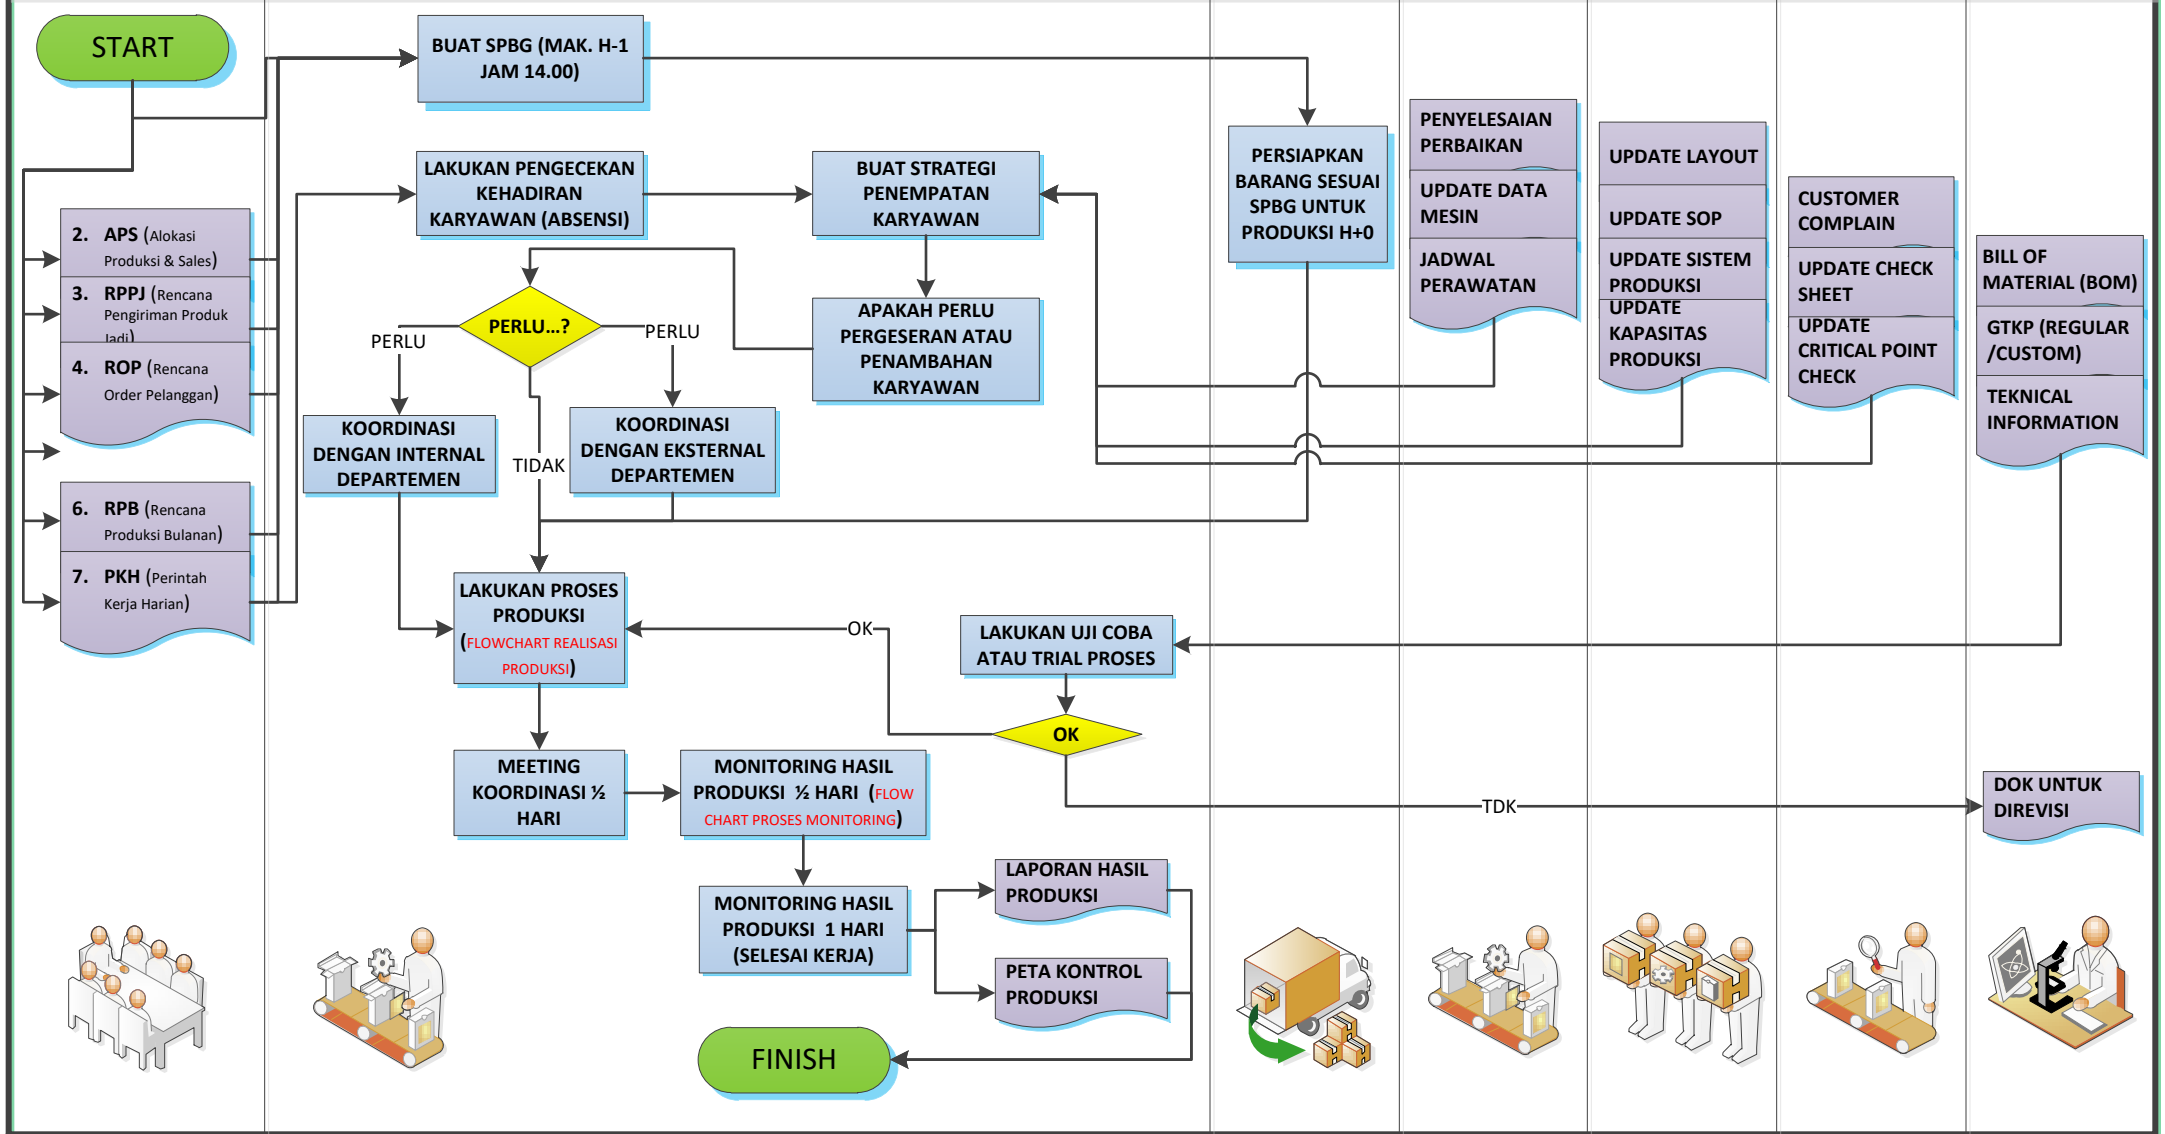 START
2. APS (Alokasi
Produksi & Sales)
3. RPPJ (Rencana
Pengiriman Produk
Jadi)
4. ROP (Rencana
Order Pelanggan)
6. RPB (Rencana
Produksi Bulanan)
7. PKH (Perintah
Kerja Harian)
BUAT SPBG (MAK. H-1
JAM 14.00)
LAKUKAN PENGECEKAN
KEHADIRAN
KARYAWAN (ABSENSI)
BUAT STRATEGI
PENEMPATAN
KARYAWAN
APAKAH PERLU
PERGESERAN ATAU
PENAMBAHAN
KARYAWAN
PERLU...?
PERLU
PERLU
TIDAK
KOORDINASI
DENGAN INTERNAL
DEPARTEMEN
KOORDINASI
DENGAN EKSTERNAL
DEPARTEMEN
LAKUKAN PROSES
PRODUKSI
(FLOWCHART REALISASI
PRODUKSI)
OK
LAKUKAN UJI COBA
ATAU TRIAL PROSES
OK
TDK
MEETING
KOORDINASI ½
HARI
MONITORING HASIL
PRODUKSI ½ HARI (FLOW
CHART PROSES MONITORING)
MONITORING HASIL
PRODUKSI 1 HARI
(SELESAI KERJA)
LAPORAN HASIL
PRODUKSI
PETA KONTROL
PRODUKSI
FINISH
PERSIAPKAN
BARANG SESUAI
SPBG UNTUK
PRODUKSI H+0
PENYELESAIAN
PERBAIKAN
UPDATE DATA
MESIN
JADWAL
PERAWATAN
UPDATE LAYOUT
UPDATE SOP
UPDATE SISTEM
PRODUKSI
UPDATE
KAPASITAS
PRODUKSI
CUSTOMER
COMPLAIN
UPDATE CHECK
SHEET
UPDATE
CRITICAL POINT
CHECK
BILL OF
MATERIAL (BOM)
GTKP (REGULAR
/CUSTOM)
TEKNICAL
INFORMATION
DOK UNTUK
DIREVISI